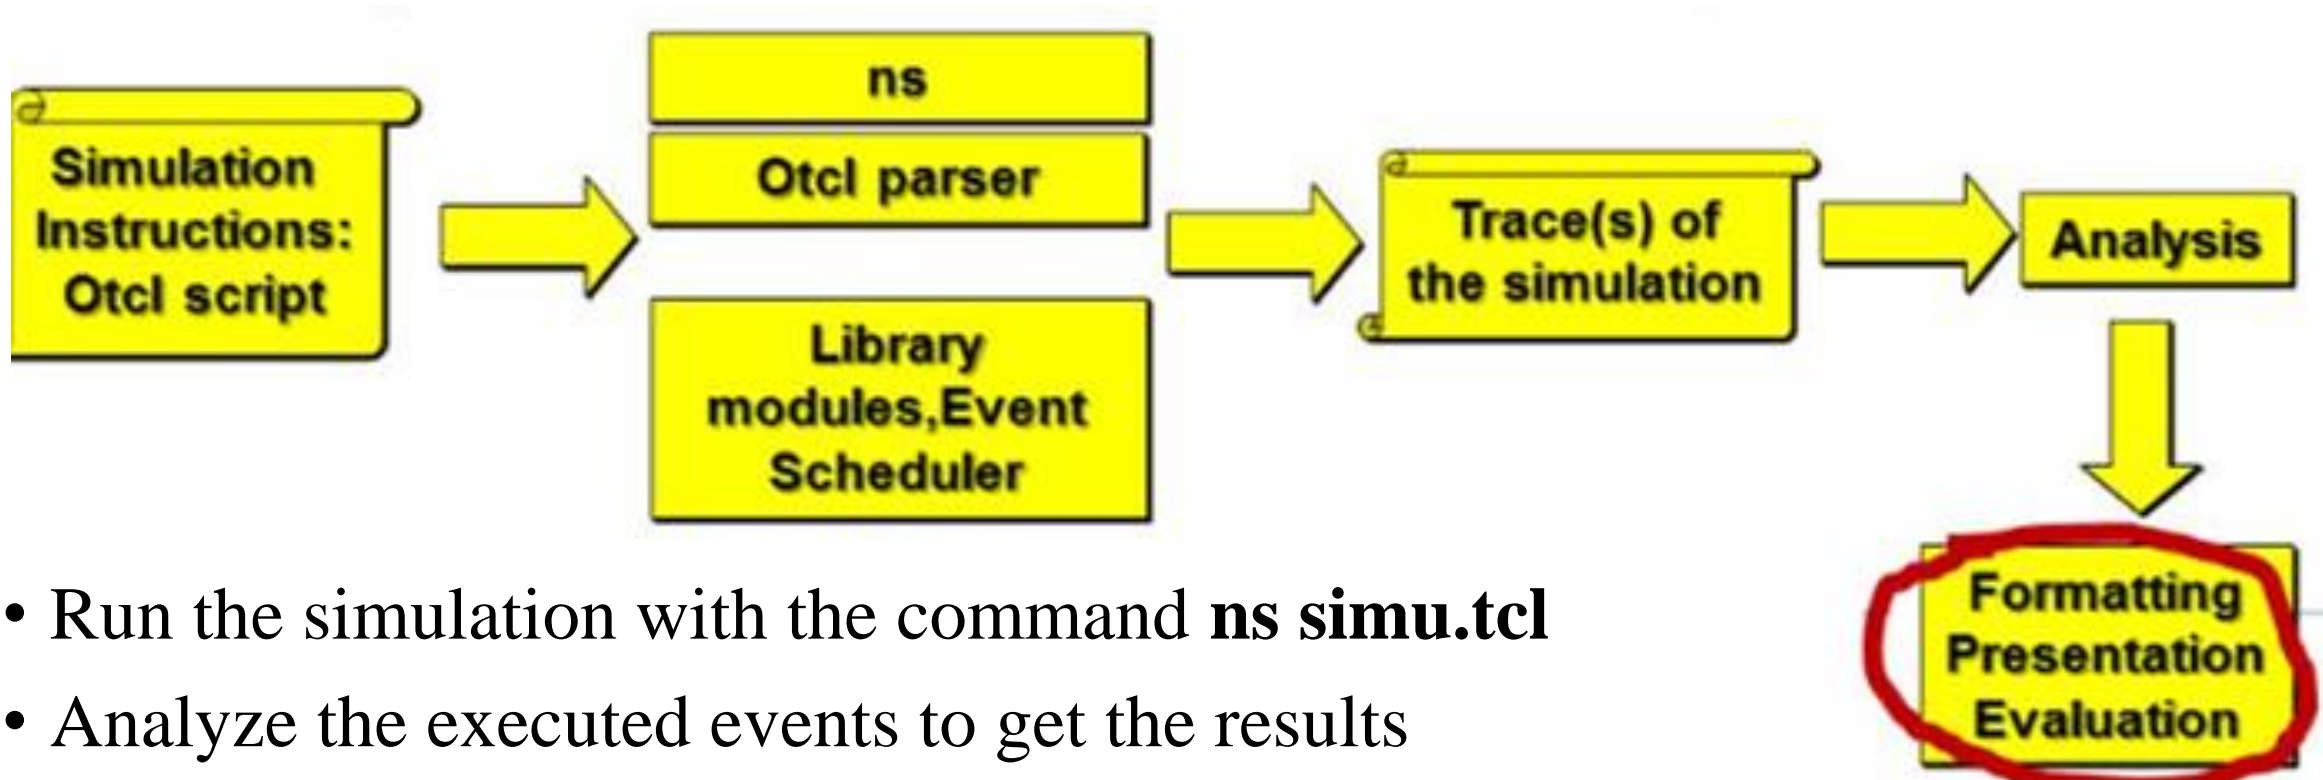 Simulation
Instructions:
Otcl script
ns
Otcl parser
Library
modules,Event
Scheduler
Trace(s) of
the simulation
Analysis
Formatting
Presentation
Evaluation
• Run the simulation with the command ns simu.tcl
• Analyze the executed events to get the results